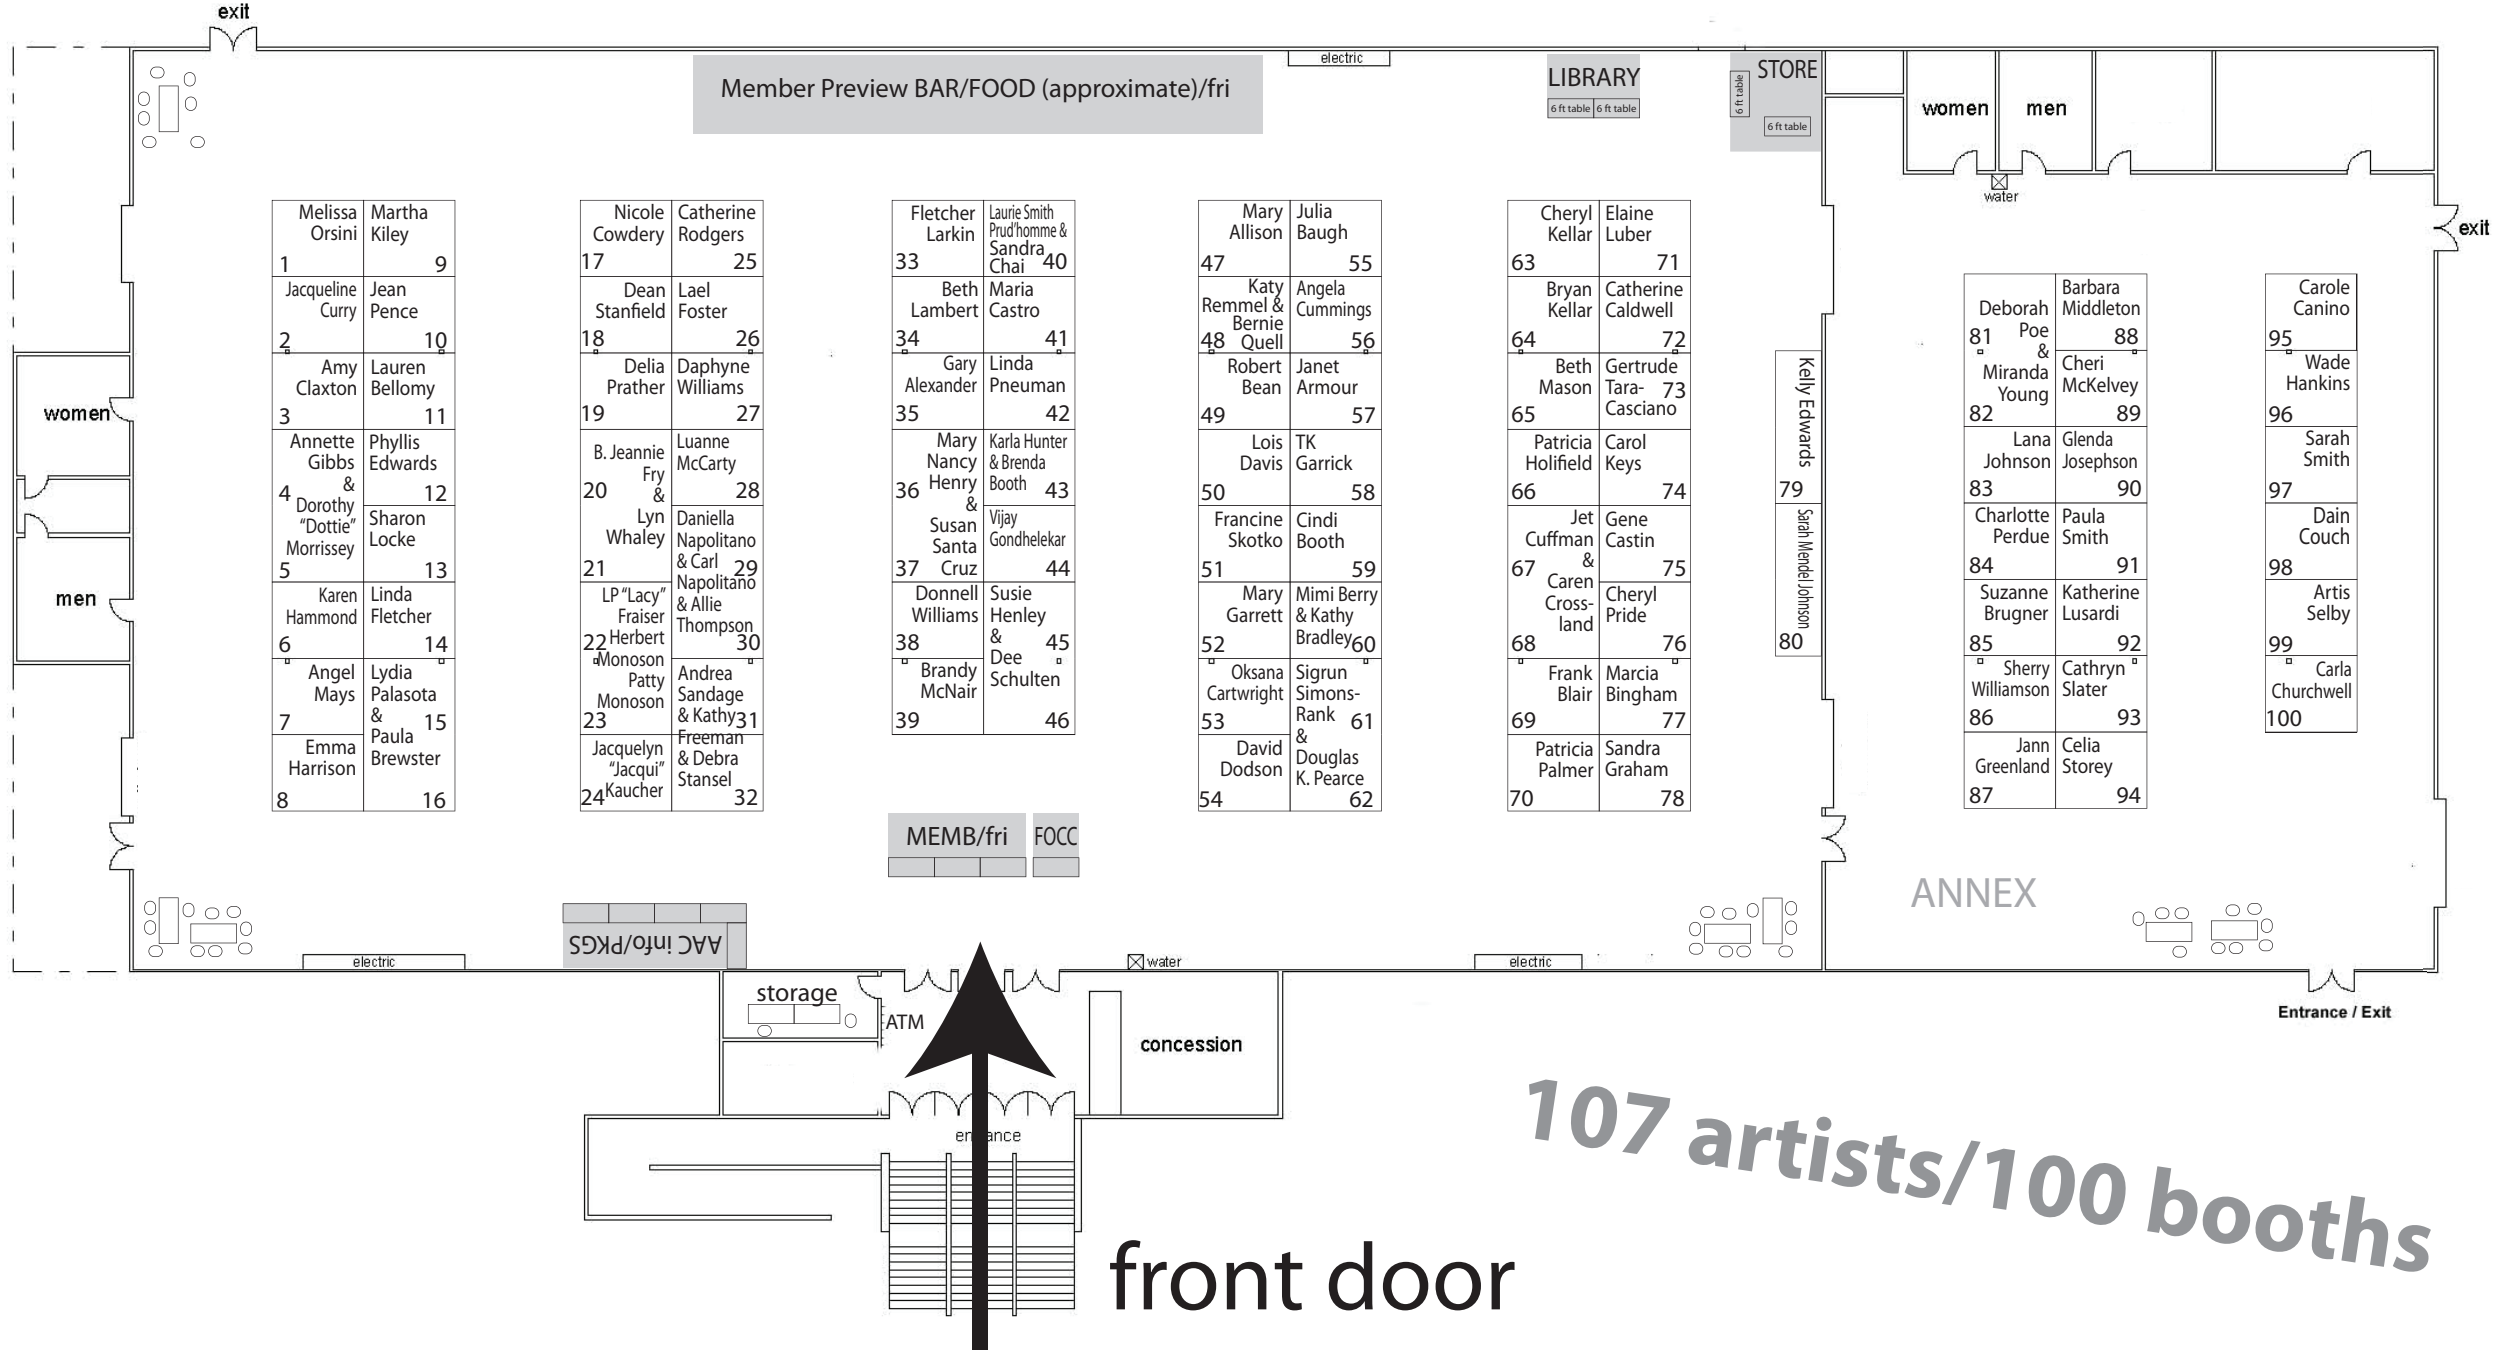 exit
electric
Member Preview BAR/FOOD (approximate)/fri
LIBRARY
6 ft table
6 ft table
STORE
6 ft table
6 ft table
women
men
water
exit
women
men
Melissa
Orsini
1
Martha
Kiley
9
Jacqueline
Curry
2
Jean
Pence
10
Amy
Claxton
3
Lauren
Bellomy
11
Annette
Gibbs
&
4
Dorothy
"Dottie"
Morrissey
5
Phyllis
Edwards
12
Sharon
Locke
13
Karen
Hammond
6
Linda
Fletcher
14
Angel
Mays
7
Lydia
Palasota
&
15
Paula
Brewster
16
Emma
Harrison
8
Nicole
Cowdery
17
Catherine
Rodgers
25
Dean
Stanfield
18
Lael
Foster
26
Delia
Prather
19
Daphyne
Williams
27
B. Jeannie
Fry
20 &
Lyn
Whaley
21
Luanne
McCarty
28
Daniella
Napolitano
& Carl 29
Napolitano
& Allie
Thompson
30
LP "Lacy"
Fraiser
22 Herbert
Monoson
Patty
Monoson
23
Andrea
Sandage
& Kathy 31
Freeman
& Debra
Stansel
32
Jacquelyn
"Jacqui"
24 Kaucher
Fletcher
Larkin
33
Laurie Smith
Prud'homme &
Sandra
Chai 40
Beth
Lambert
34
Maria
Castro
41
Gary
Alexander
35
Linda
Pneuman
42
Mary
Nancy
36 Henry
&
Susan
Santa
37 Cruz
Karla Hunter
& Brenda
Booth 43
Vijay
Gondhelekar
44
Donnell
Williams
38
Susie
Henley
& 45
Dee
Schulten
46
Brandy
McNair
39
Mary
Allison
47
Julia
Baugh
55
Katy
Remmel &
Bernie
48 Quell
Angela
Cummings
56
Robert
Bean
49
Janet
Armour
57
Lois
Davis
50
TK
Garrick
58
Francine
Skotko
51
Cindi
Booth
59
Mary
Garrett
52
Mimi Berry
& Kathy
Bradley 60
Oksana
Cartwright
53
Sigrun
Simons-
Rank 61
&
Douglas
K. Pearce
62
David
Dodson
54
Cheryl
Kellar
63
Elaine
Luber
71
Bryan
Kellar
64
Catherine
Caldwell
72
Beth
Mason
65
Gertrude
Tara- 73
Casciano
Patricia
Holifield
66
Carol
Keys
74
Jet
Cuffman
&
67
Caren
Cross-
land
68
Gene
Castin
75
Cheryl
Pride
76
Frank
Blair
69
Marcia
Bingham
77
Patricia
Palmer
70
Sandra
Graham
78
Kelly Edwards
79
Sarah Mendel Johnson
80
Deborah
81 Poe
&
Miranda
Young
82
Barbara
Middleton
88
Cheri
McKelvey
89
Lana
Johnson
83
Glenda
Josephson
90
Charlotte
Perdue
84
Paula
Smith
91
Suzanne
Brugner
85
Katherine
Lusardi
92
Sherry
Williamson
86
Cathryn
Slater
93
Jann
Greenland
87
Celia
Storey
94
Carole
Canino
95
Wade
Hankins
96
Sarah
Smith
97
Dain
Couch
98
Artis
Selby
99
Carla
Churchwell
100
MEMB/fri
FOCC
ANNEX
AAC info/PKGS
electric
water
electric
storage
ATM
concession
Entrance / Exit
entrance
107 artists/100 booths
front door